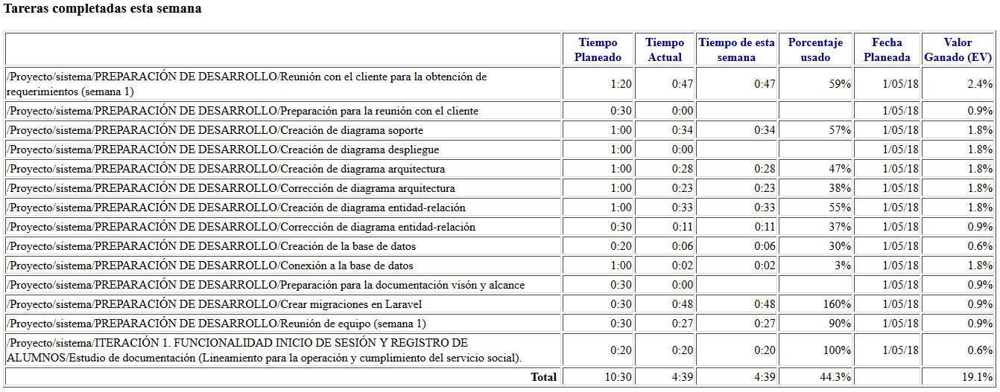 Tareras completadas esta semana
Tiempo Planeado Tiempo Actual Tiempo de esta semana Porcentaje usado Fecha Planeada Valor Ganado (EV)
/Proyecto/sistema/PREPARACIÓN DE DESARROLLO/Reunión con el cliente para la obtención de
requerimientos (semana 1) 1:20 0:47 0:47 59% 1/05/18 2.4%
/Proyecto/sistema/PREPARACIÓN DE DESARROLLO/Preparación para la reunión con el cliente 0:30 0:00 1/05/18 0.9%
/Proyecto/sistema/PREPARACIÓN DE DESARROLLO/Creación de diagrama soporte 1:00 0:34 0:34 57% 1/05/18 1.8%
/Proyecto/sistema/PREPARACIÓN DE DESARROLLO/Creación de diagrama despliegue 1:00 0:00 1/05/18 1.8%
/Proyecto/sistema/PREPARACIÓN DE DESARROLLO/Creación de diagrama arquitectura 1:00 0:28 0:28 47% 1/05/18 1.8%
/Proyecto/sistema/PREPARACIÓN DE DESARROLLO/Corrección de diagrama arquitectura 1:00 0:23 0:23 38% 1/05/18 1.8%
/Proyecto/sistema/PREPARACIÓN DE DESARROLLO/Creación de diagrama entidad-relación 1:00 0:33 0:33 55% 1/05/18 1.8%
/Proyecto/sistema/PREPARACIÓN DE DESARROLLO/Corrección de diagrama entidad-relación 0:30 0:11 0:11 37% 1/05/18 0.9%
/Proyecto/sistema/PREPARACIÓN DE DESARROLLO/Creación de la base de datos 0:20 0:06 0:06 30% 1/05/18 0.6%
/Proyecto/sistema/PREPARACIÓN DE DESARROLLO/Conexión a la base de datos 1:00 0:02 0:02 3% 1/05/18 1.8%
/Proyecto/sistema/PREPARACIÓN DE DESARROLLO/Preparación para la documentación visón y alcance 0:30 0:00 1/05/18 0.9%
/Proyecto/sistema/PREPARACIÓN DE DESARROLLO/Crear migraciones en Laravel 0:30 0:48 0:48 160% 1/05/18 0.9%
/Proyecto/sistema/PREPARACIÓN DE DESARROLLO/Reunión de equipo (semana 1) 0:30 0:27 0:27 90% 1/05/18 0.9%
/Proyecto/sistema/ITERACIÓN 1. FUNCIONALIDAD INICIO DE SESIÓN Y REGISTRO DE
ALUMNOS/Estudio de documentación (Lineamiento para la operación y cumplimiento del servicio social). 0:20 0:20 0:20 100% 1/05/18 0.6%
Total 10:30 4:39 4:39 44.3% 19.1%